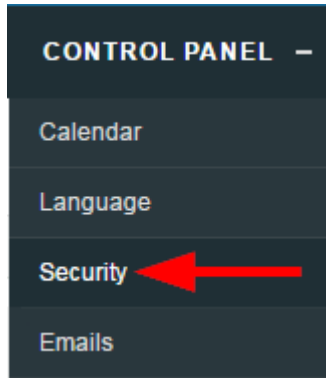 CONTROL PANEL –
Calendar
Language
Security
Emails